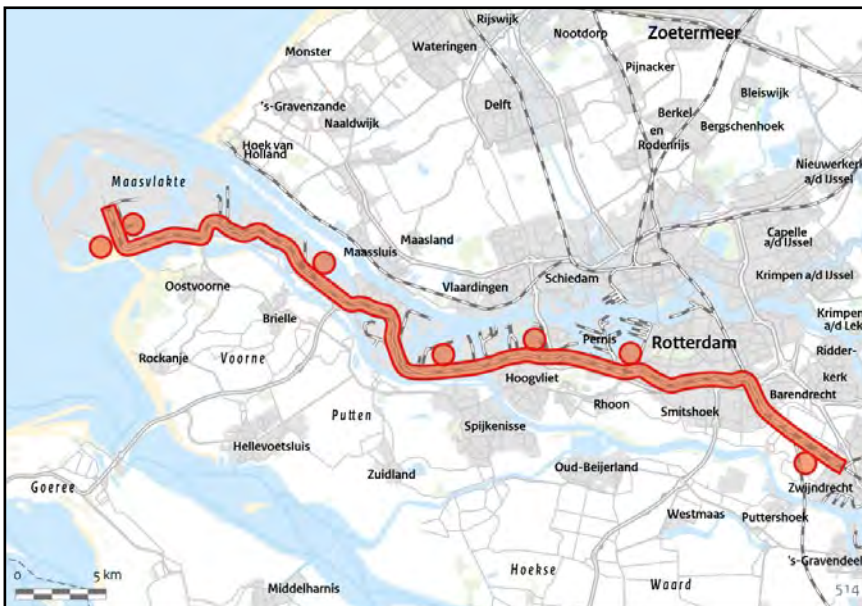 Rijswijk
Nootdorp
Zoetermeer
Monster
Wateringen
Pijnacker
Bleiswijk
's-Gravenzande
Delft
Berkel
en
Rodenrijs
Bergschenhoek
Naaldwijk
Hoek van
Holland
Nieuwerkerk
a/d IJssel
Maasvlakte
Maasland
Maassluis
Capelle
a/d IJssel
Schiedam
Krimpen a/d IJssel
Vlaardingen
Oostvoorne
Brielle
Krimpen
a/d Lek
Pernis
Rotterdam
Ridder-
kerk
Rockanje
Voorne
Hoogvliet
Barendrecht
Rhoon
Smitshoek
Putten
Spijkenisse
Hellevoetsluis
Zuidland
Oud-Beijerland
Zwijndrecht
Goeree
Westmaas
Puttershoek
's-Gravendeel
Hoekse
Waard
0 5 km
Middelharnis
514